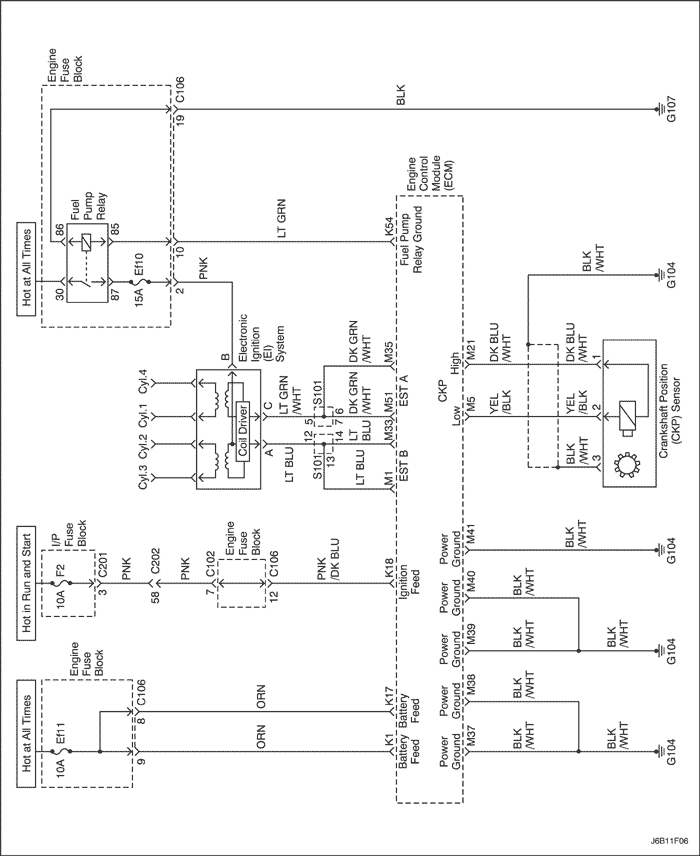 Hot at All Times
Engine
Fuse
Block
Ef11
10A
8
C106
9
ORN
ORN
K1
K17
Battery
Feed
Battery
Feed
Hot in Run and Start
I/P
Fuse
Block
F2
10A
3
C201
PNK
58
C202
PNK
7
C102
Engine
Fuse
Block
12
C106
PNK
/DK BLU
K18
Ignition
Feed
Cyl.3
Cyl.2
Cyl.1
Cyl.4
Coil Driver
B
Electronic
Ignition (EI)
System
A
C
LT BLU
LT GRN
/WHT
S101
12
5
S101
13
14
7
6
LT BLU
LT
BLU
DK GRN
/WHT
DK GRN
/WHT
M1
M33
M51
M35
EST B
EST A
Hot at All Times
Engine
Fuse
Block
30
86
Fuel
Pump
Relay
87
85
Ef10
15A
2
10
19
C106
PNK
LT GRN
BLK
G107
K54
Fuel Pump
Relay Ground
Engine
Control
Module
(ECM)
Power
Ground
Power
Ground
Power
Ground
Power
Ground
Power
Ground
M37
M38
M39
M40
M41
CKP
Low
High
M5
M21
BLK
/WHT
BLK
/WHT
BLK
/WHT
BLK
/WHT
BLK
/WHT
BLK
/WHT
BLK
/WHT
G104
G104
G104
YEL
/BLK
DK BLU
/WHT
BLK
/WHT
YEL
/BLK
DK BLU
/WHT
BLK
/WHT
G104
3
2
1
Crankshaft Position
(CKP) Sensor
J6B11F06